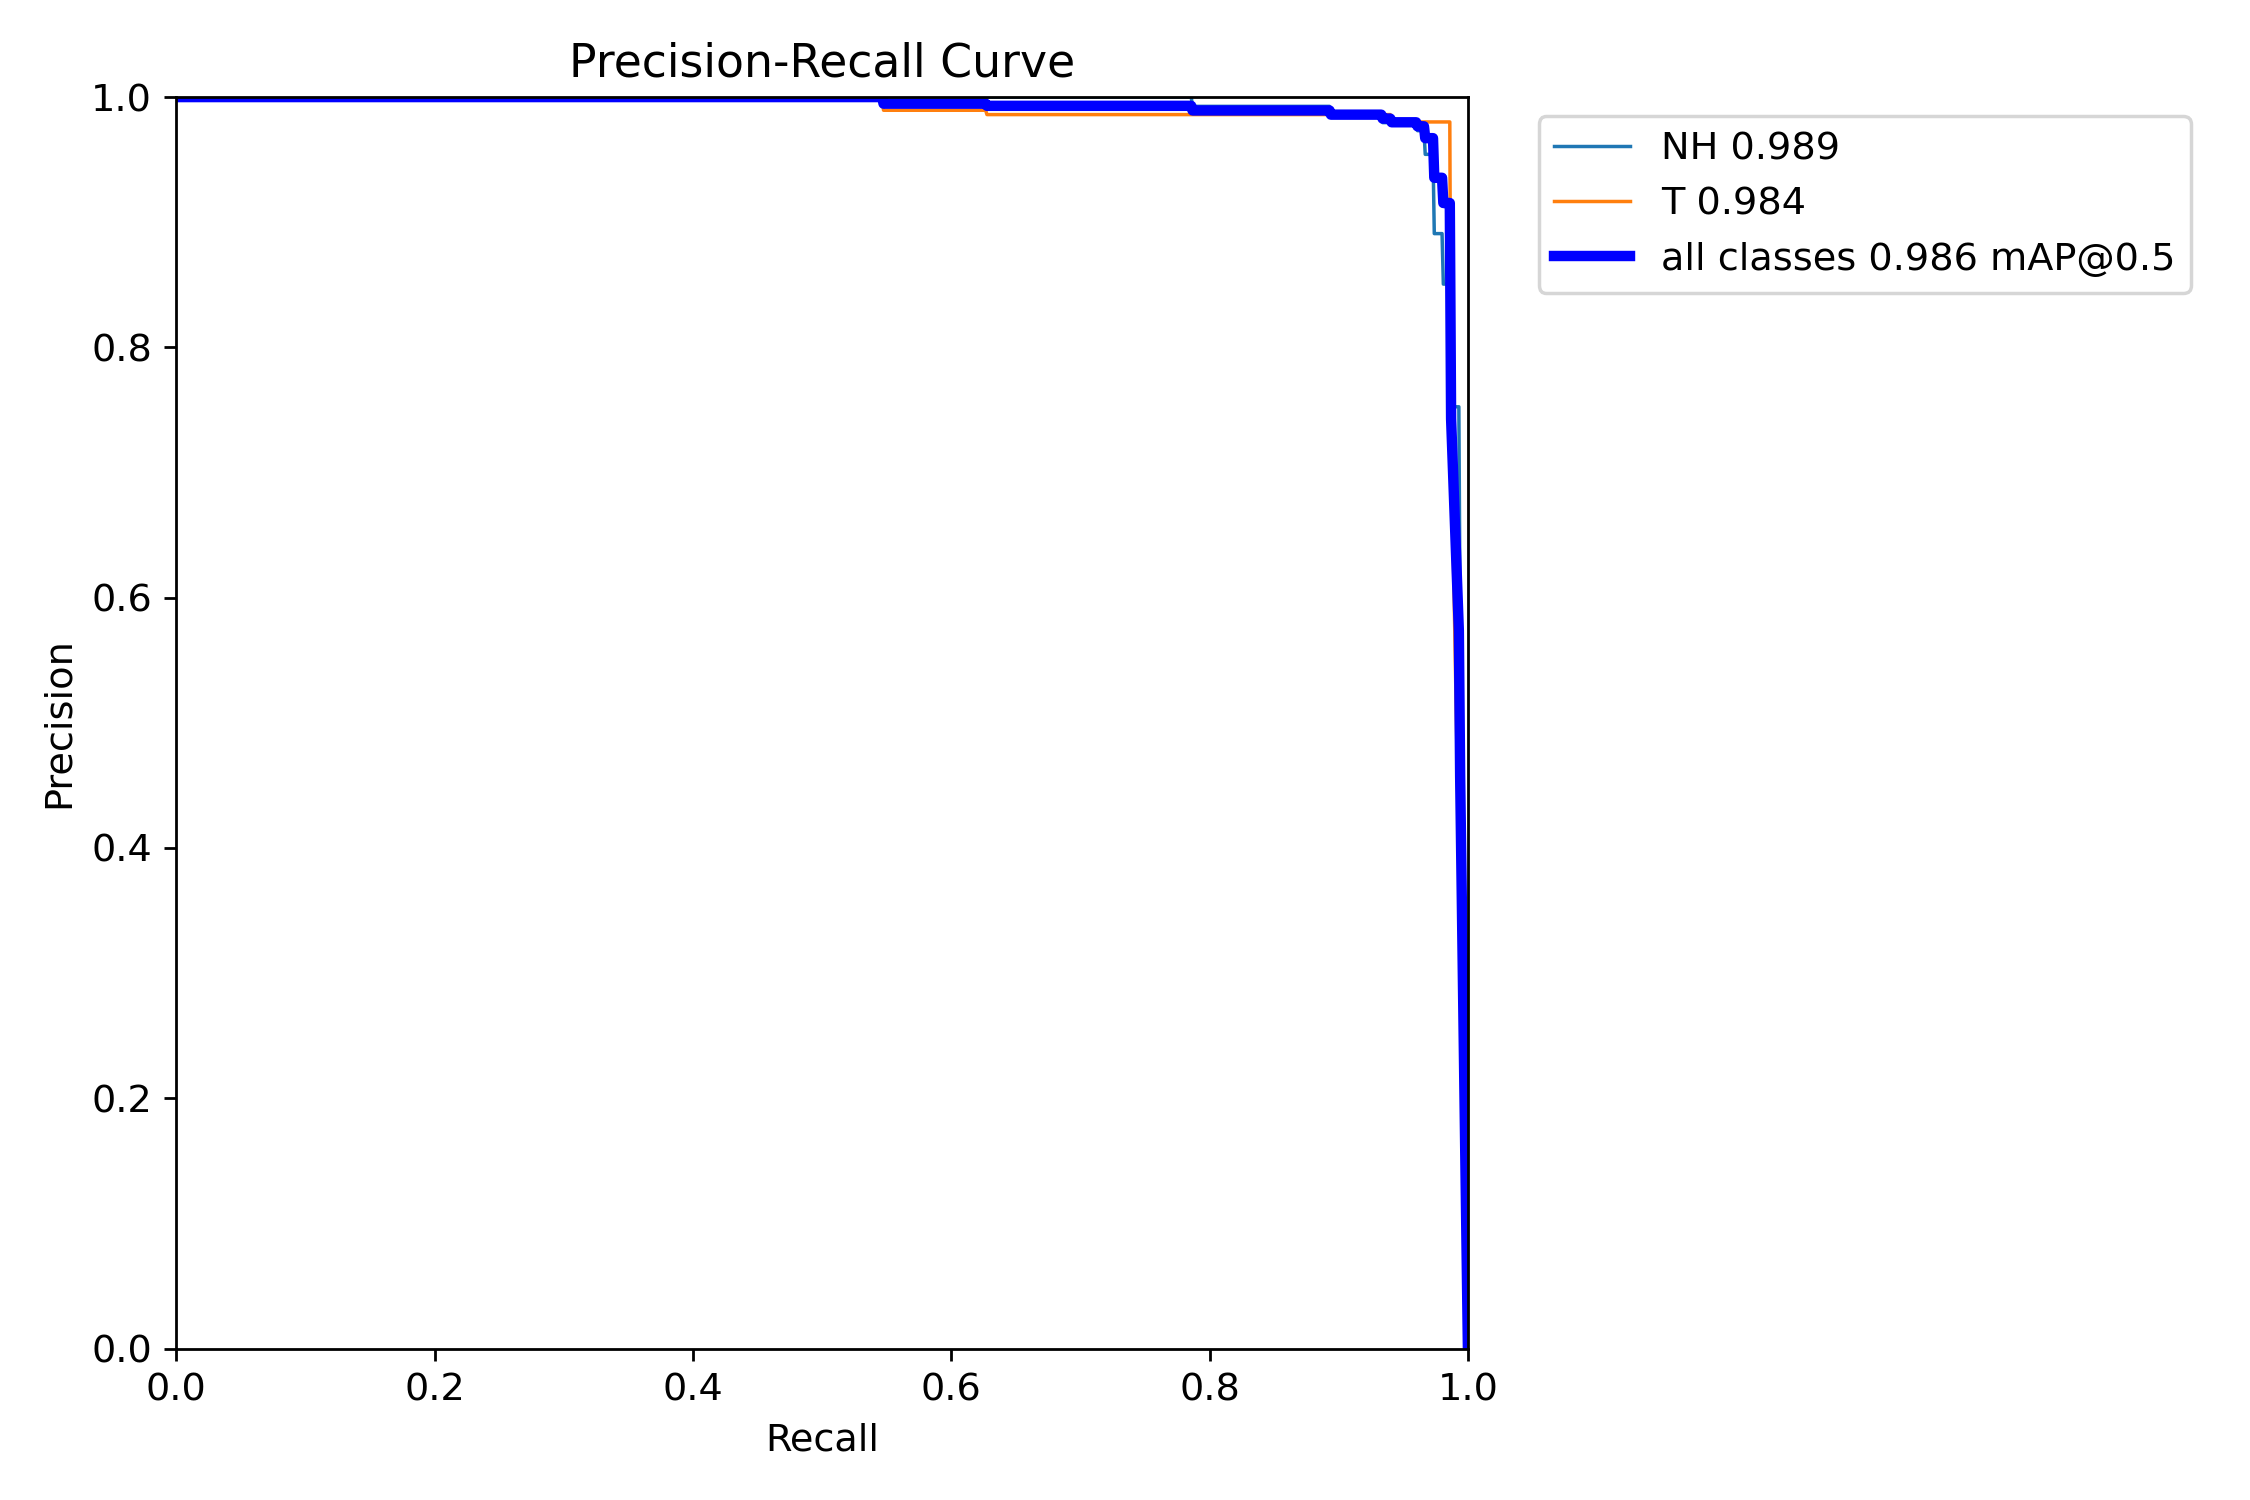 Precision-Recall Curve
1.0
0.8
0.6
0.4
0.2
0.0
Precision
0.0 0.2 0.4 0.6 0.8 1.0
Recall
NH 0.989
T 0.984
all classes 0.986 mAP@0.5